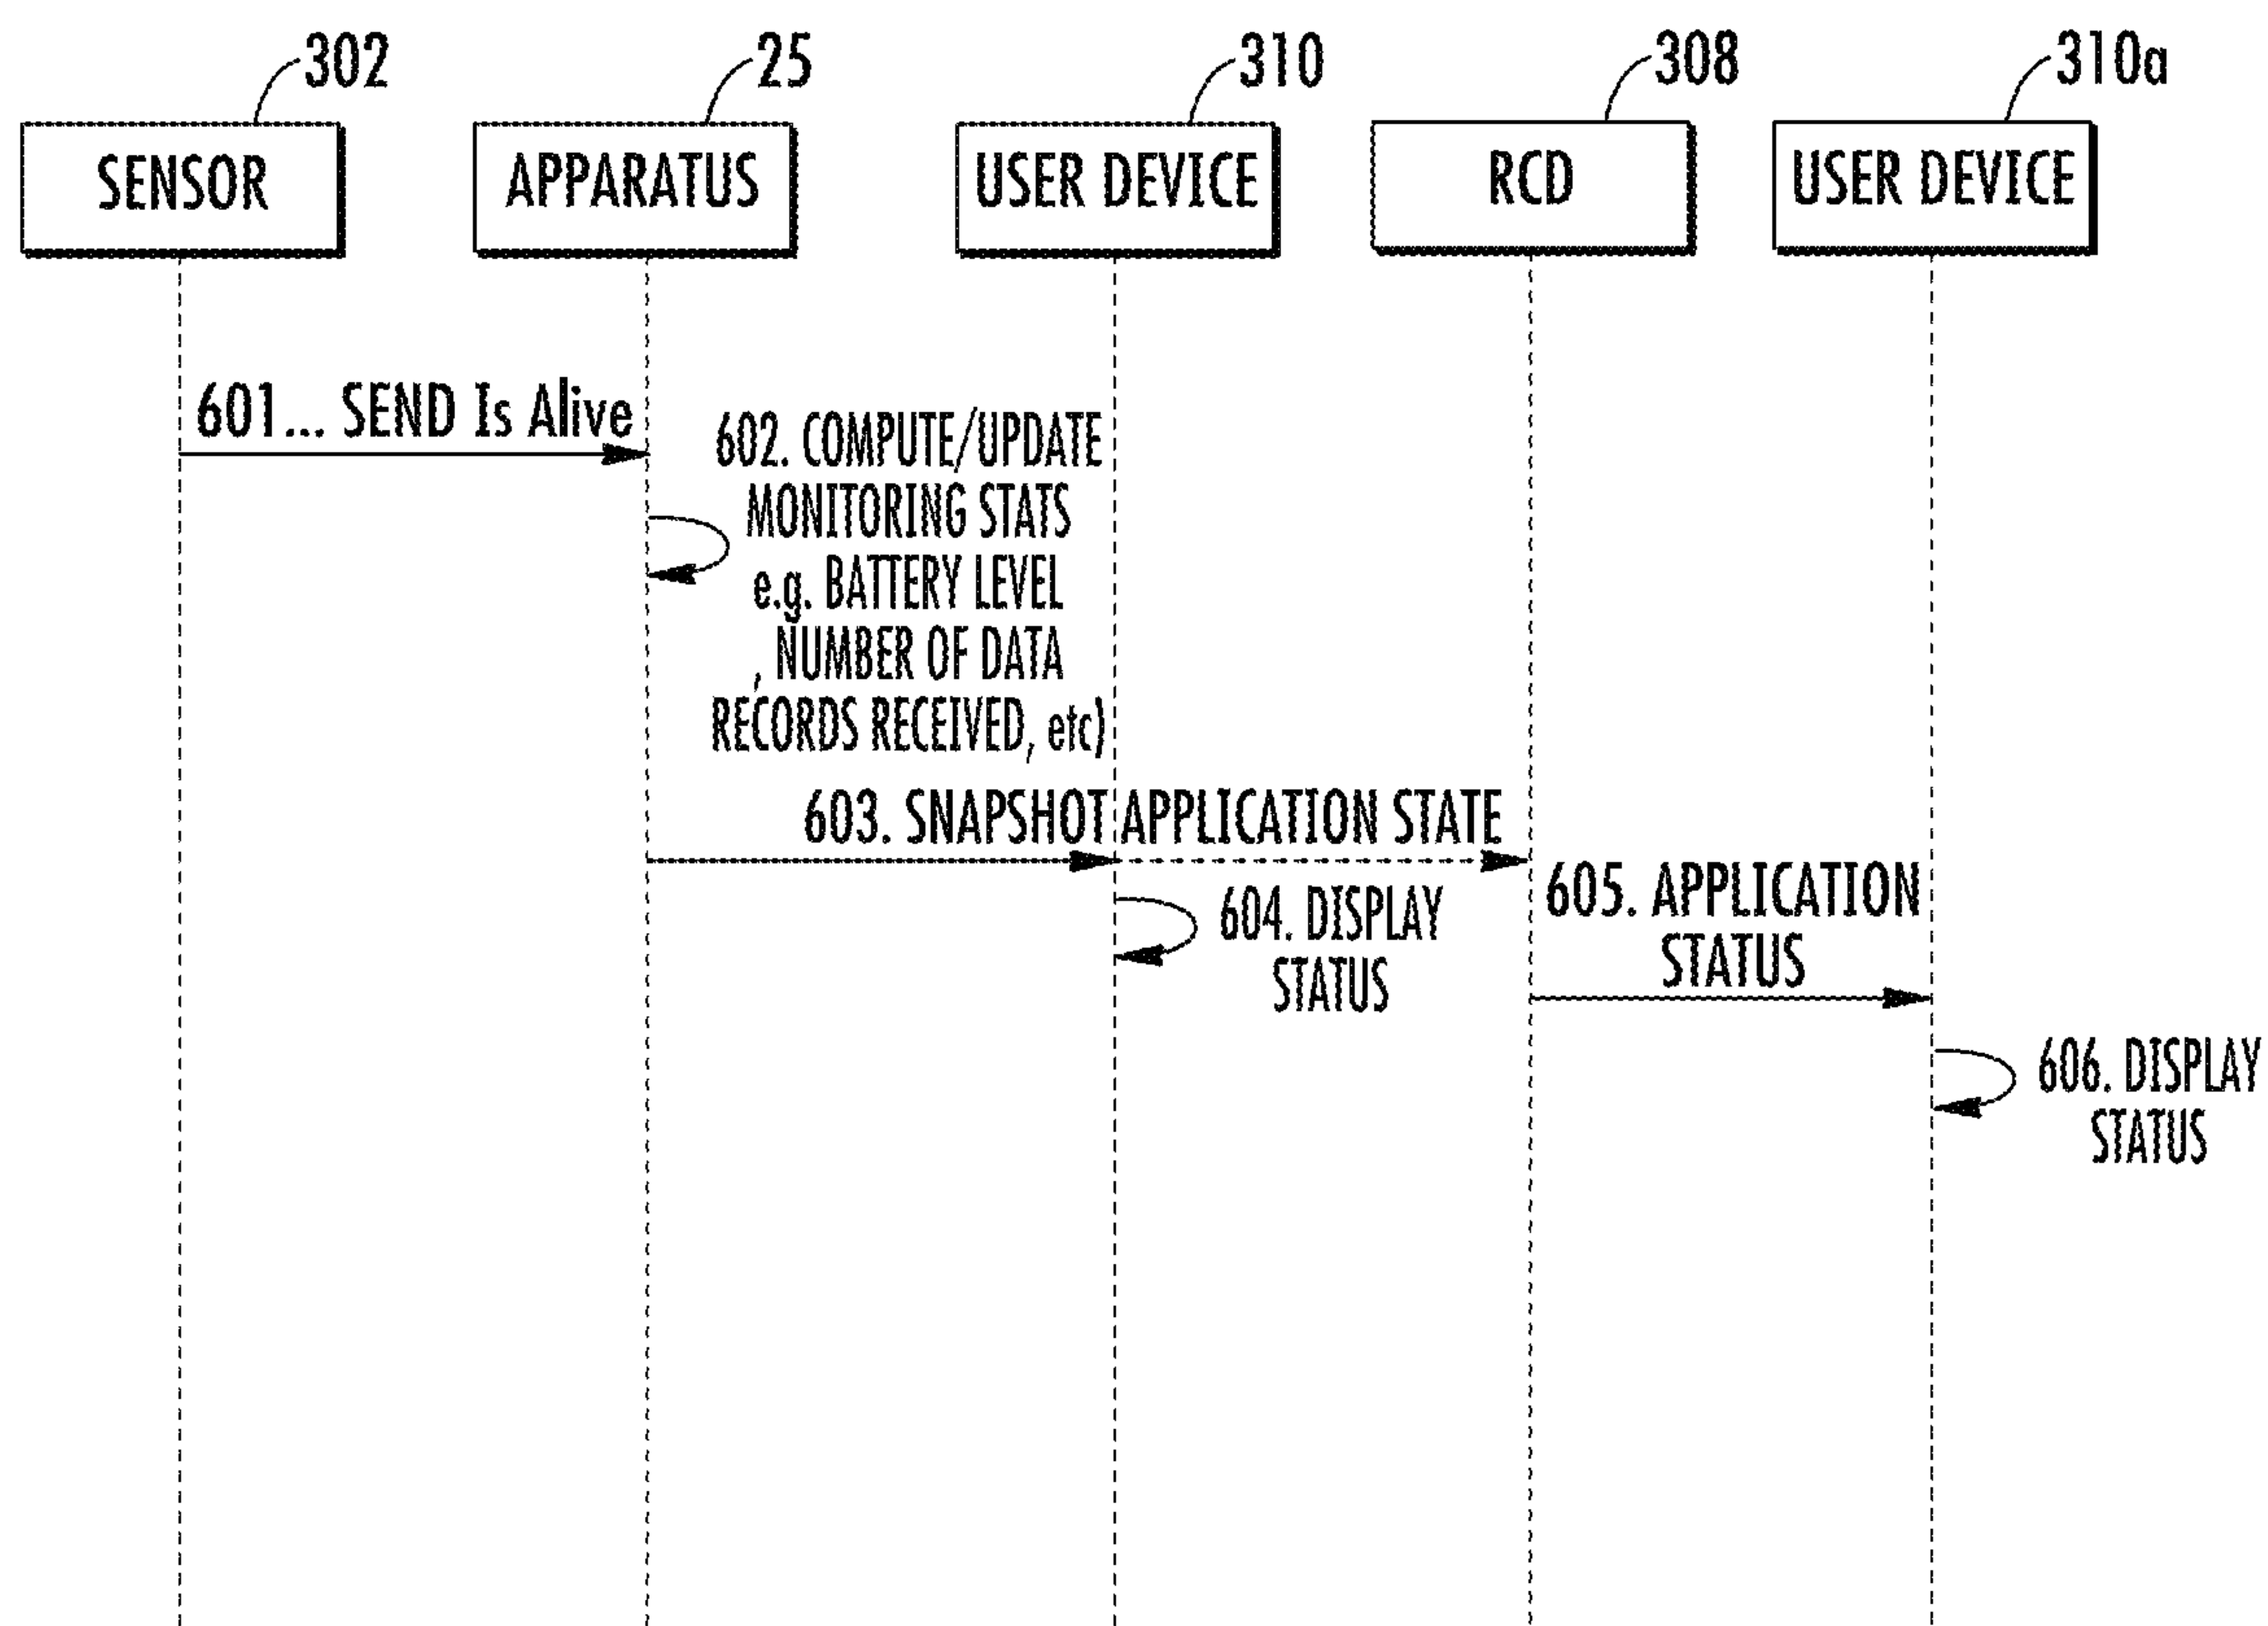 302
25
310
308
310a
SENSOR
APPARATUS
USER DEVICE
RCD
USER DEVICE
601... SEND Is Alive
602. COMPUTE/UPDATE
MONITORING STATS
e.g. BATTERY LEVEL
, NUMBER OF DATA
RECORDS RECEIVED, etc)
603. SNAPSHOT APPLICATION STATE
604. DISPLAY
STATUS
605. APPLICATION
STATUS
606. DISPLAY
STATUS